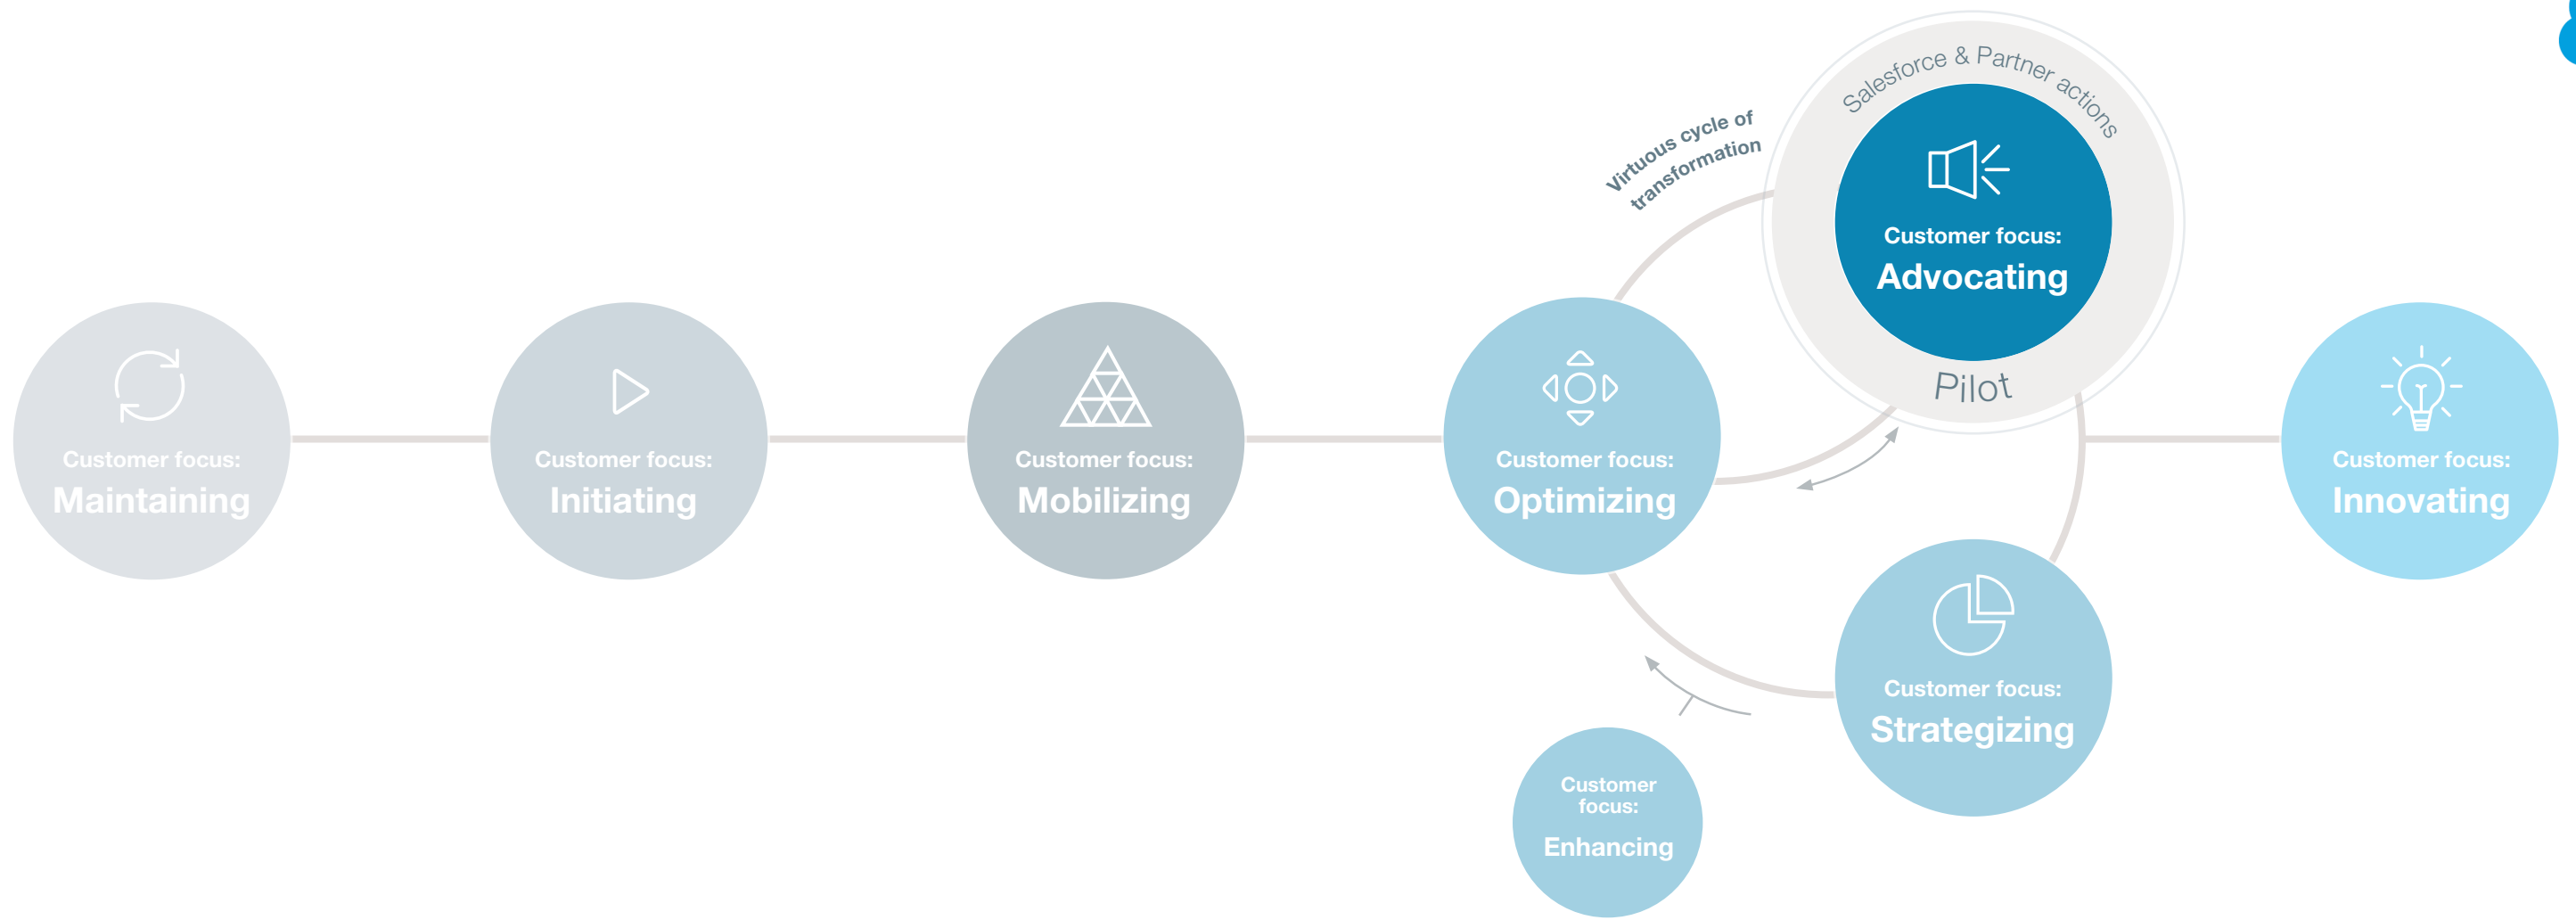 Customer focus:
Maintaining
Customer focus:
Initiating
Customer focus:
Mobilizing
Customer focus:
Optimizing
Virtuous cycle of
transformation
Salesforce & Partner actions
Customer focus:
Advocating
Pilot
Customer focus:
Strategizing
Customer
focus:
Enhancing
Customer focus:
Innovating